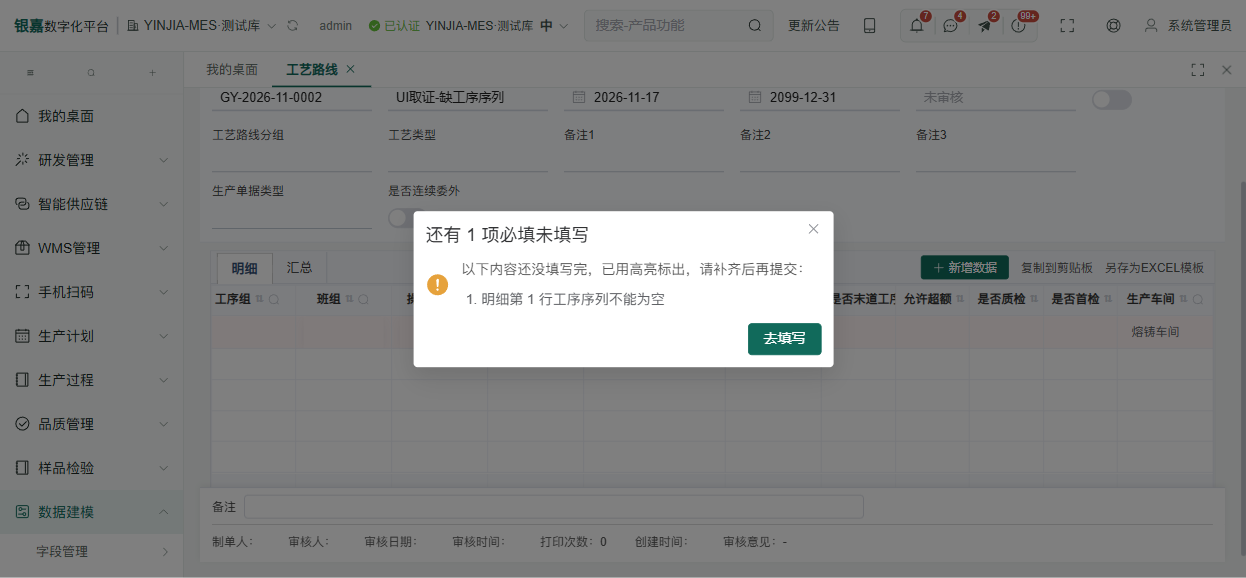 银嘉数字化平台 YINJIA-MES·测试库 admin 已认证 YINJIA-MES·测试库 中 搜索-产品功能 更新公告 7 4 2 99+ 系统管理员
我的桌面 工艺路线
GY-2026-11-0002 UI取证-缺工序序列 2026-11-17 2099-12-31 未审核
我的桌面
工艺路线分组 工艺类型 备注1 备注2 备注3
研发管理
生产单据类型 是否连续委外
智能供应链
还有 1 项必填未填写
WMS管理
以下内容还没填写完，已用高亮标出，请补齐后再提交：
明细 汇总 新增数据 复制到剪贴板 另存为EXCEL模板
手机扫码
工序组 班组 1. 明细第 1 行工序序列不能为空 是否末道工序 允许超额 是否质检 是否首检 生产车间
生产计划
去填写 熔铸车间
生产过程
品质管理
样品检验
数据建模
备注
字段管理
制单人： 审核人： 审核日期： 审核时间： 打印次数：0 创建时间： 审核意见：-